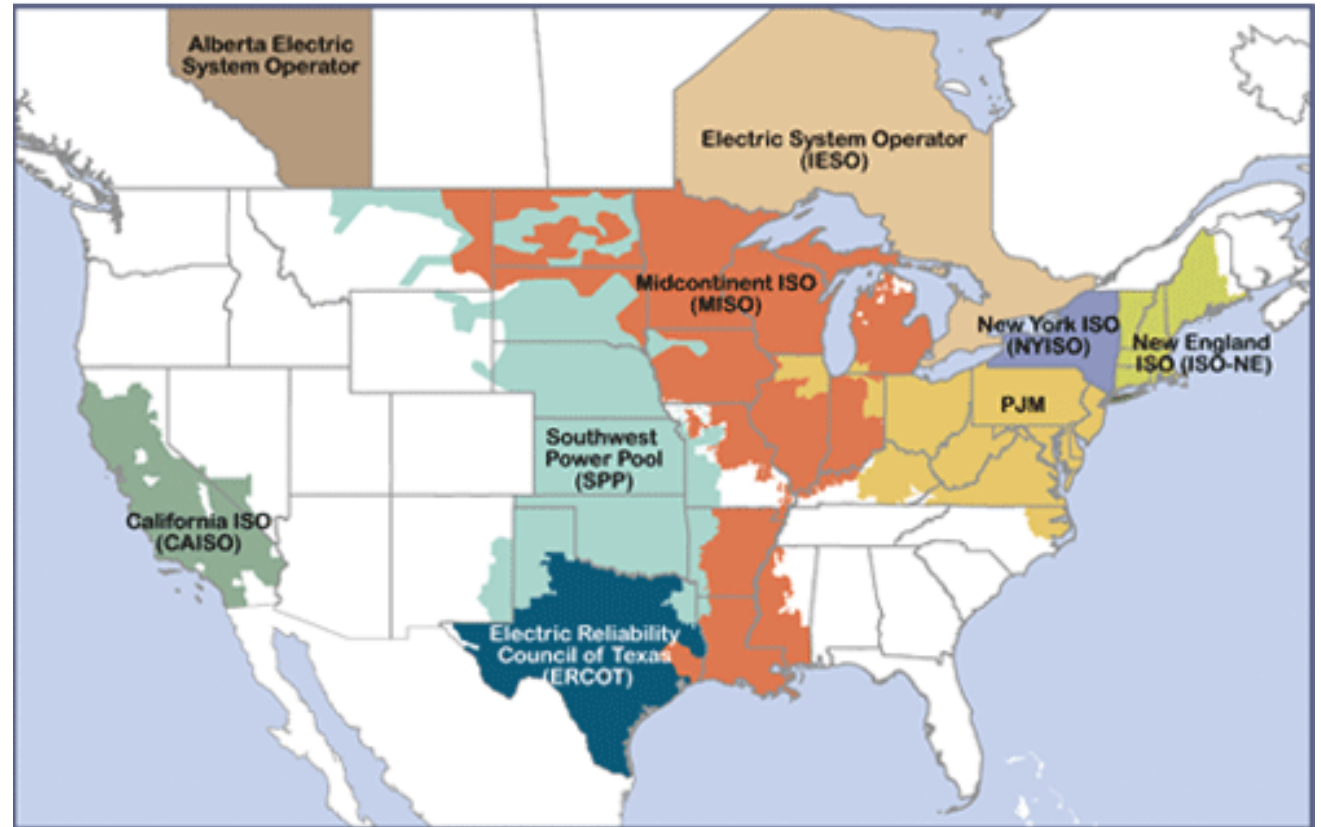 Alberta Electric
System Operator
Electric System Operator
(IESO)
Midcontinent ISO
(MISO)
New York ISO
(NYISO)
New England
ISO (ISO-NE)
PJM
Southwest
Power Pool
(SPP)
California ISO
(CAISO)
Electric Reliability
Council of Texas
(ERCOT)